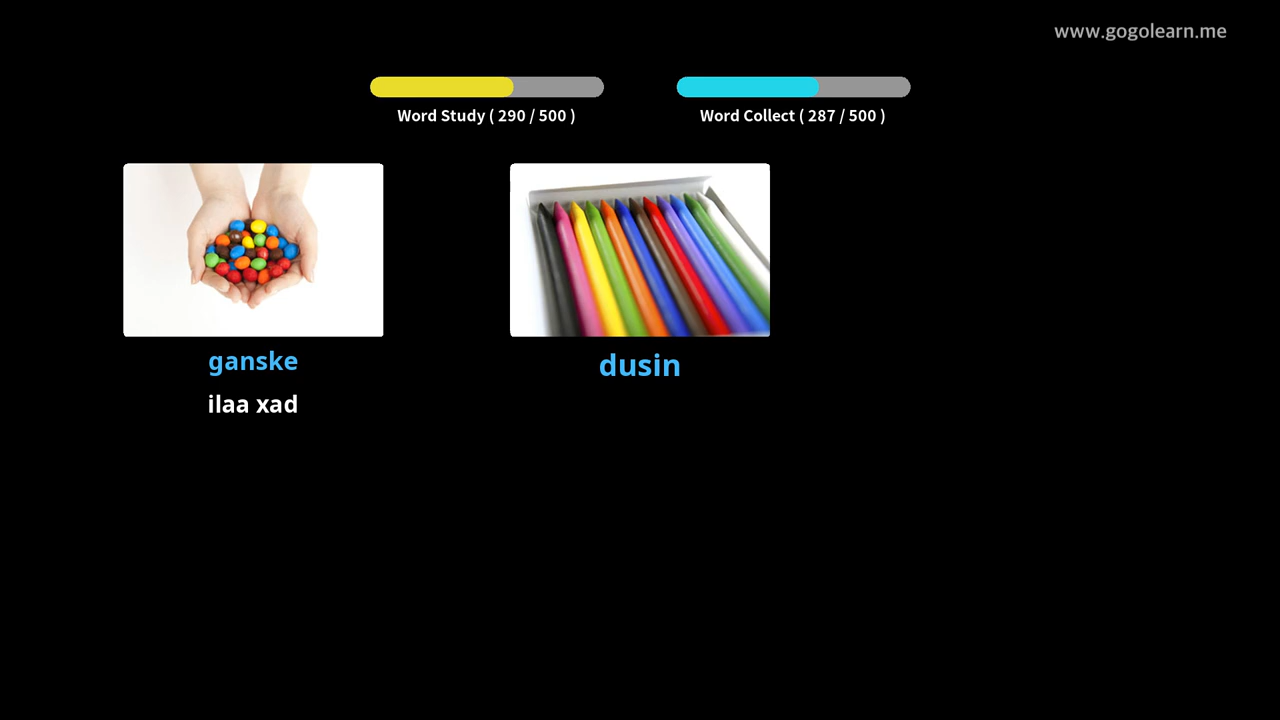 www.gogolearn.me
Word Study ( 290 / 500 )
Word Collect ( 287 / 500 )
ganske
ilaa xad
dusin